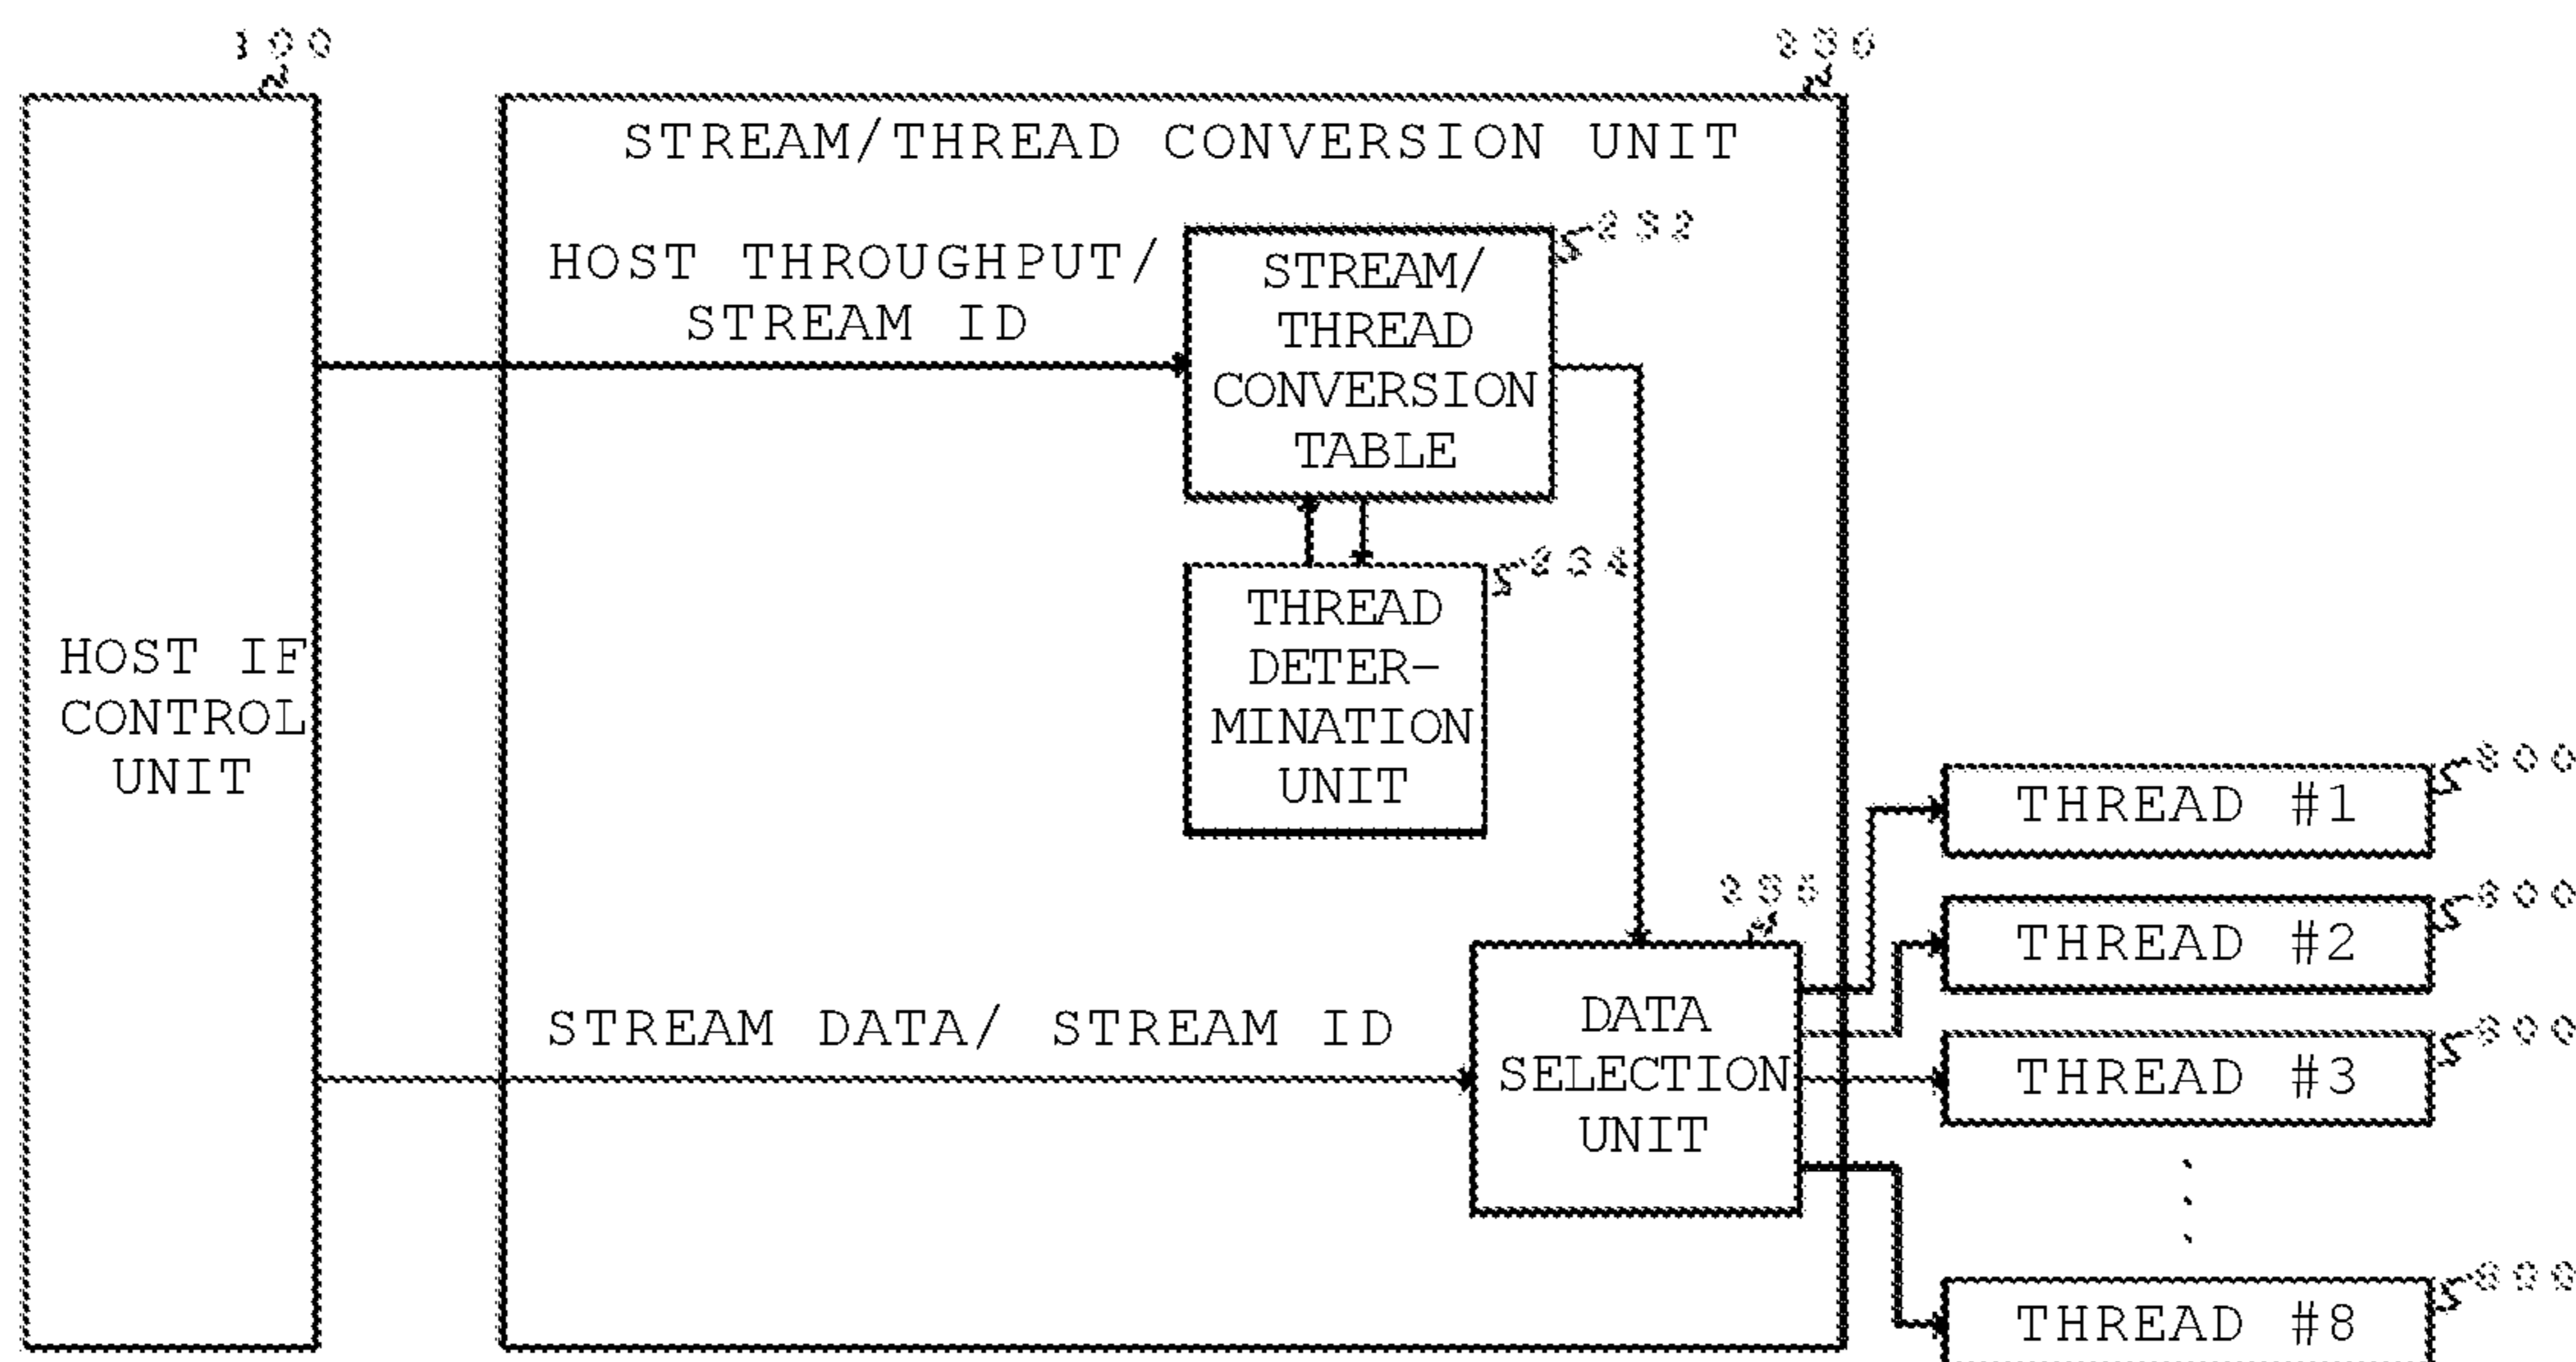 STREAM/THREAD CONVERSION UNIT
HOST THROUGHPUT/
STREAM ID
STREAM/
THREAD
CONVERSION
TABLE
THREAD
DETER-
MINATION
UNIT
HOST IF
CONTROL
UNIT
STREAM DATA/ STREAM ID
DATA
SELECTION
UNIT
THREAD #1
THREAD #2
THREAD #3
THREAD #8